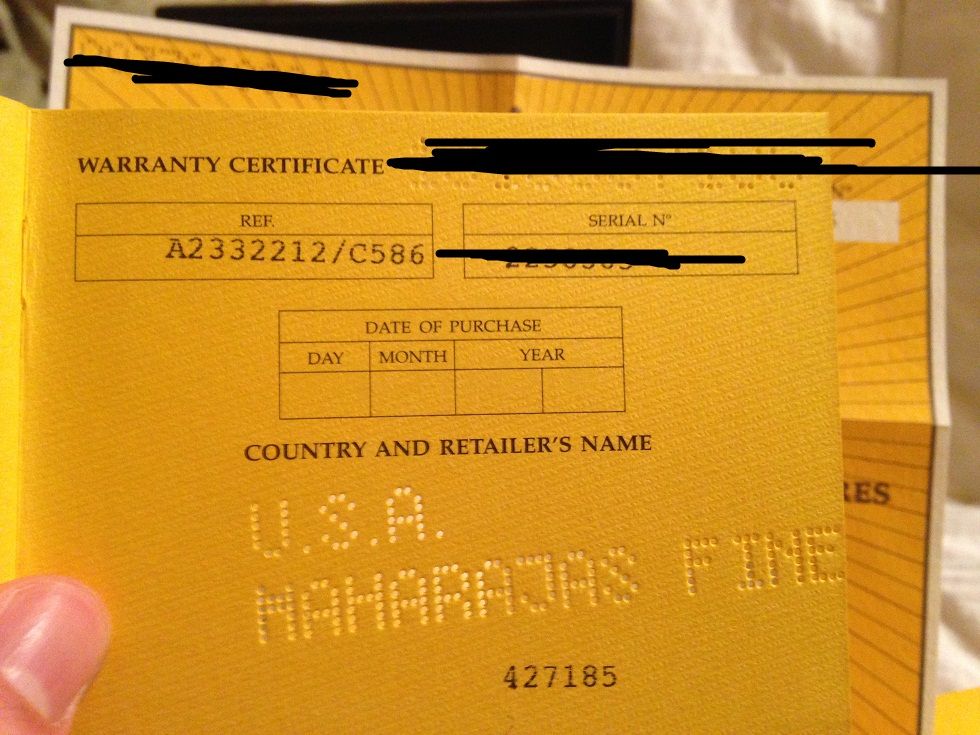 WARRANTY CERTIFICATE
REF.
SERIAL Nº
A2332212/C586
DATE OF PURCHASE
DAY MONTH YEAR
COUNTRY AND RETAILER'S NAME
RES
U.S.A.
MAHARAJAS FINE
427185